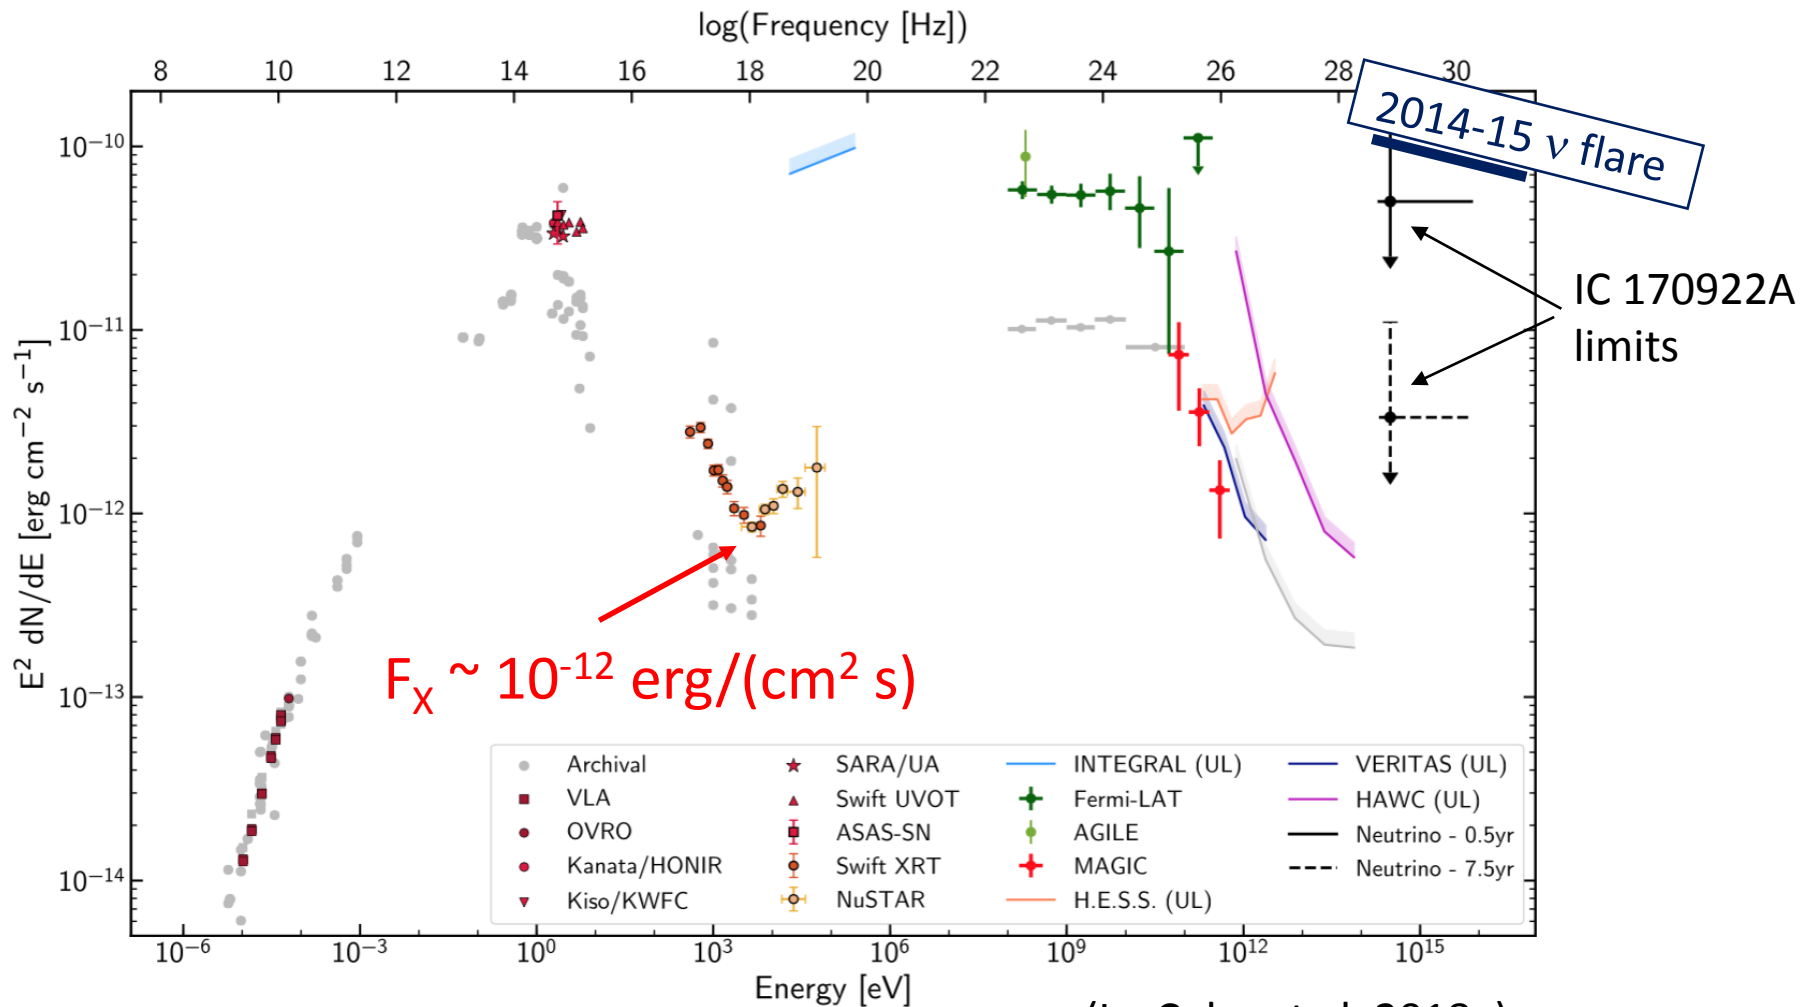 log(Frequency [Hz])
8 10 12 14 16 18 20 22 24 26 28 30
2014-15 ν flare
10⁻¹⁰
10⁻¹¹
10⁻¹²
10⁻¹³
10⁻¹⁴
E² dN/dE [erg cm⁻² s⁻¹]
IC 170922A
limits
F_X ~ 10⁻¹² erg/(cm² s)
Archival
VLA
OVRO
Kanata/HONIR
Kiso/KWFC
SARA/UA
Swift UVOT
ASAS-SN
Swift XRT
NuSTAR
INTEGRAL (UL)
Fermi-LAT
AGILE
MAGIC
H.E.S.S. (UL)
VERITAS (UL)
HAWC (UL)
Neutrino - 0.5yr
Neutrino - 7.5yr
10⁻⁶ 10⁻³ 10⁰ 10³ 10⁶ 10⁹ 10¹² 10¹⁵
Energy [eV]